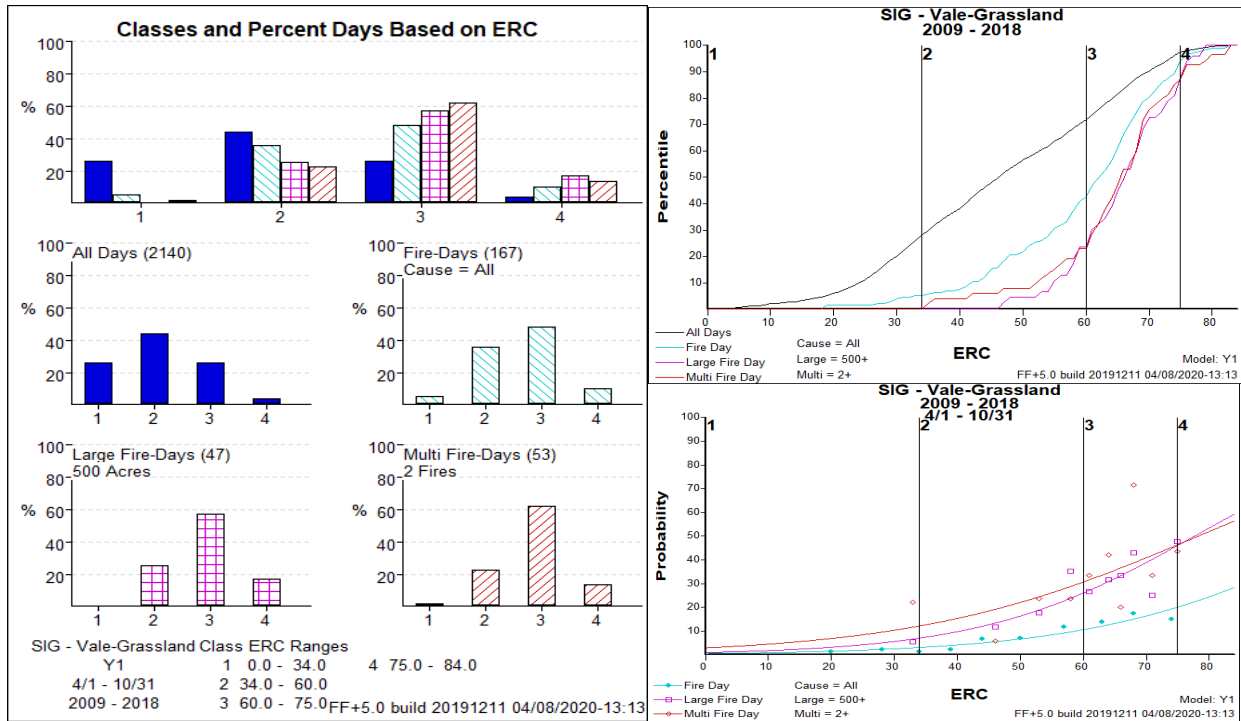 Classes and Percent Days Based on ERC
100
80
%
60
40
20
1
2
3
4
100
All Days (2140)
80
%
60
40
20
1
2
3
4
100
Fire-Days (167)
Cause = All
80
%
60
40
20
1
2
3
4
100
Large Fire-Days (47)
500 Acres
80
%
60
40
20
1
2
3
4
100
Multi Fire-Days (53)
2 Fires
80
%
60
40
20
1
2
3
4
SIG - Vale-Grassland Class ERC Ranges
Y1 1 0.0 - 34.0 4 75.0 - 84.0
4/1 - 10/31 2 34.0 - 60.0
2009 - 2018 3 60.0 - 75.0 FF+5.0 build 20191211 04/08/2020-13:13
SIG - Vale-Grassland
2009 - 2018
100
90
80
70
60
50
40
30
20
10
Percentile
1
2
3
4
0
10
20
30
40
50
60
70
80
ERC
All Days
Fire Day
Large Fire Day
Multi Fire Day
Cause = All
Large = 500+
Multi = 2+
Model: Y1
FF+5.0 build 20191211 04/08/2020-13:13
SIG - Vale-Grassland
2009 - 2018
4/1 - 10/31
100
90
80
70
60
50
40
30
20
10
Probability
1
2
3
4
0
10
20
30
40
50
60
70
80
ERC
Fire Day
Large Fire Day
Multi Fire Day
Cause = All
Large = 500+
Multi = 2+
Model: Y1
FF+5.0 build 20191211 04/08/2020-13:13